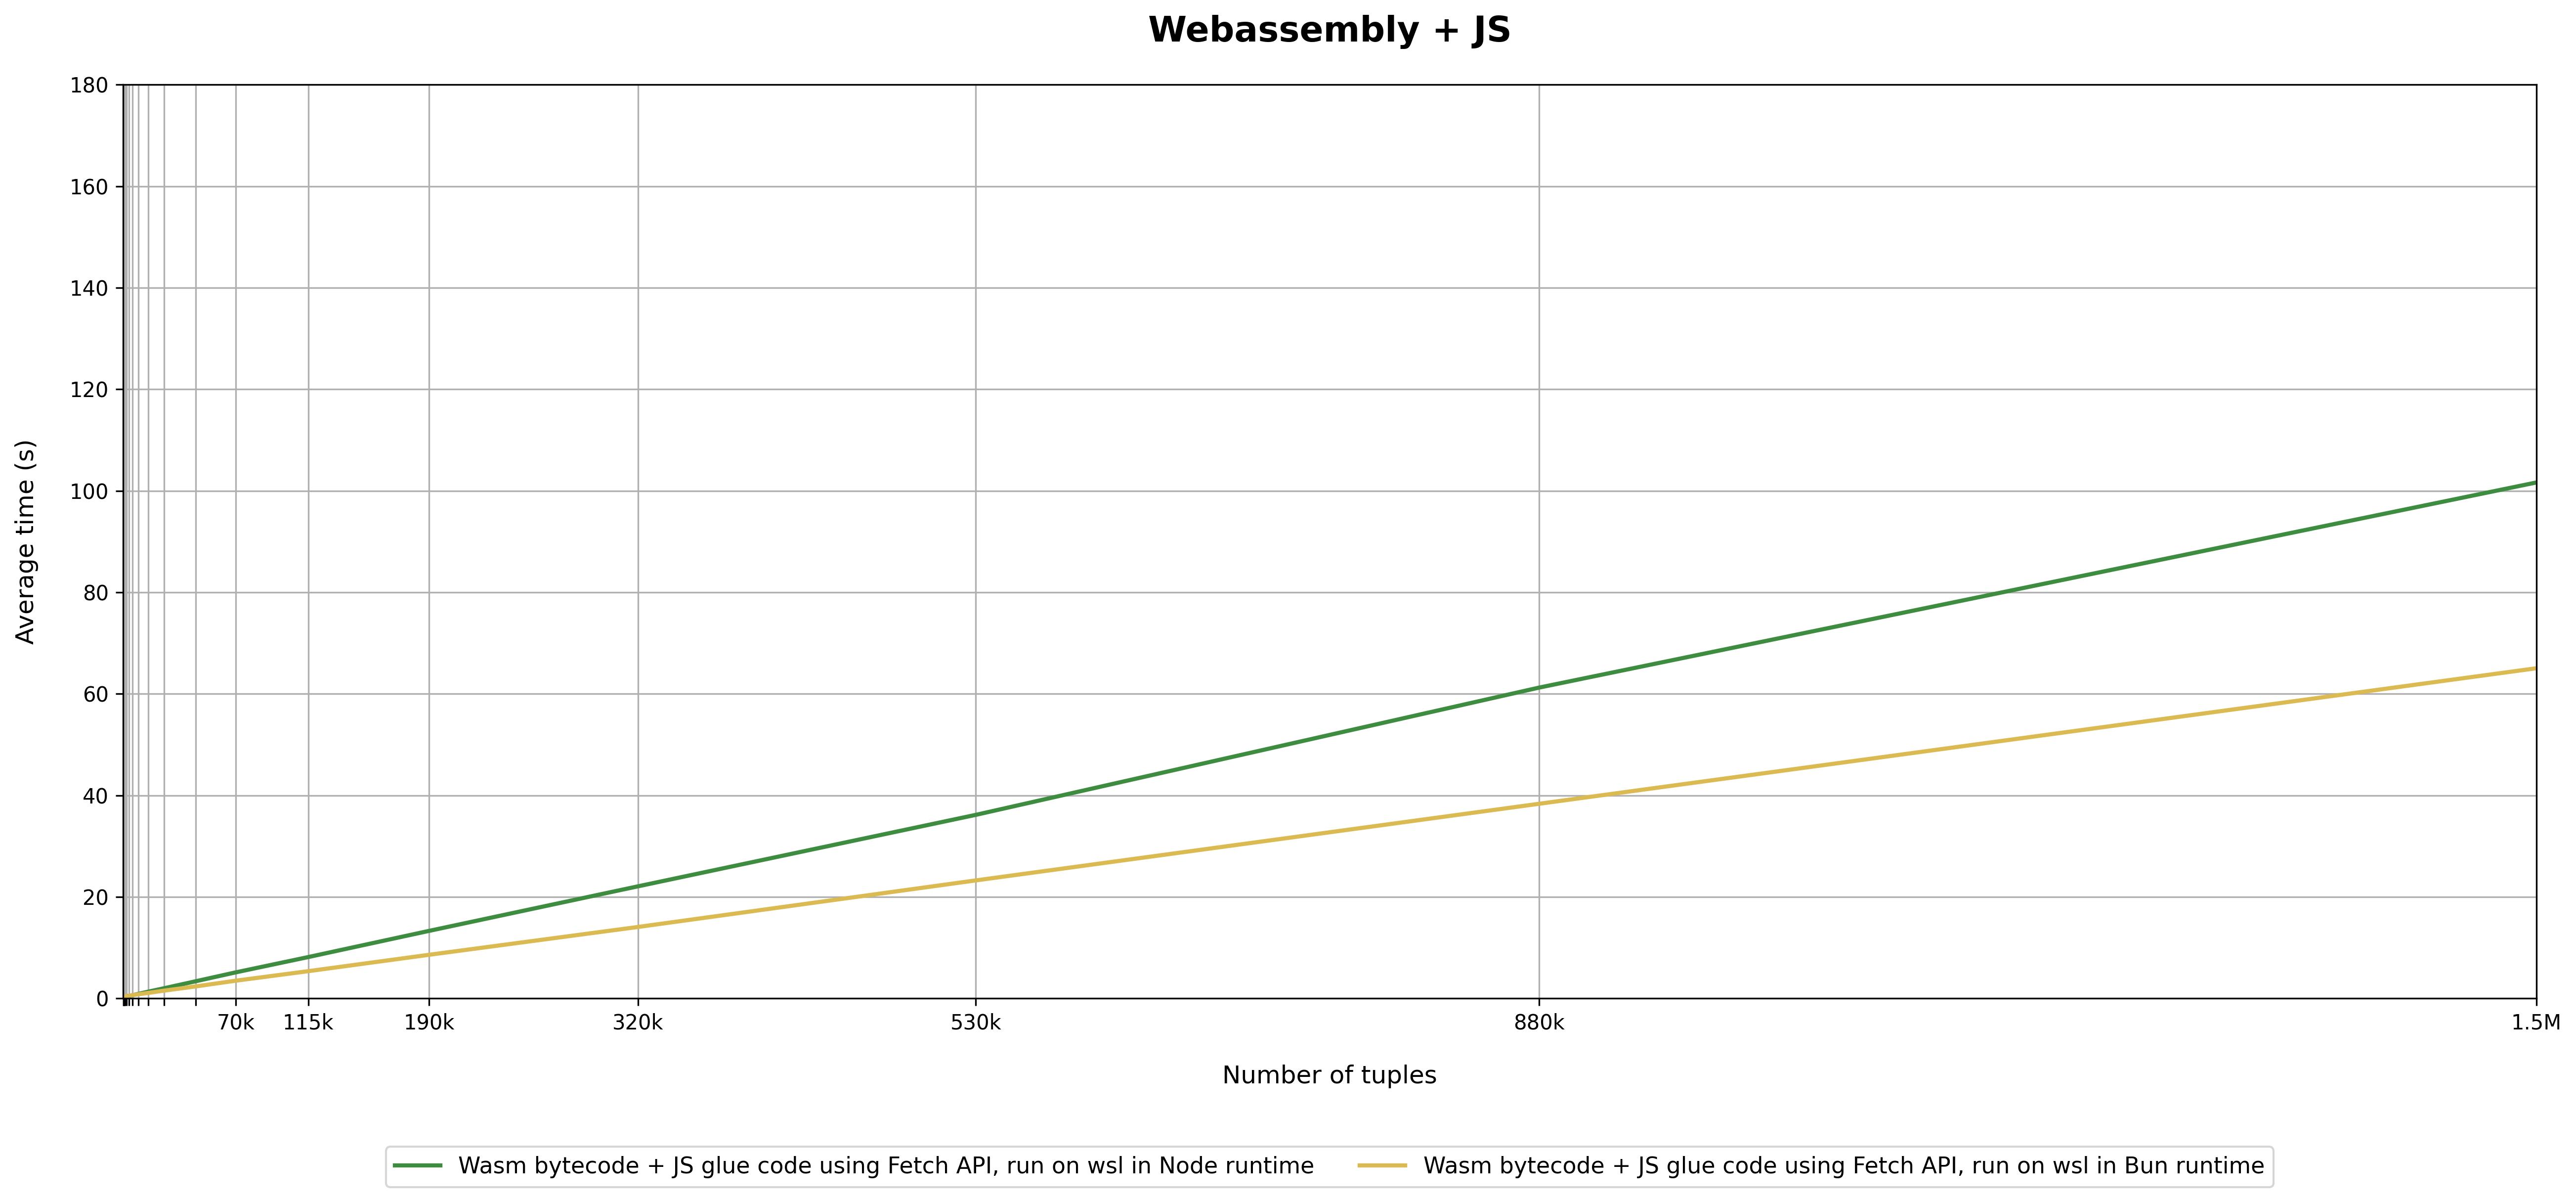 Webassembly + JS
180
160
140
120
100
80
60
40
20
0
Average time (s)
70k 115k 190k 320k 530k 880k 1.5M
Number of tuples
Wasm bytecode + JS glue code using Fetch API, run on wsl in Node runtime
Wasm bytecode + JS glue code using Fetch API, run on wsl in Bun runtime